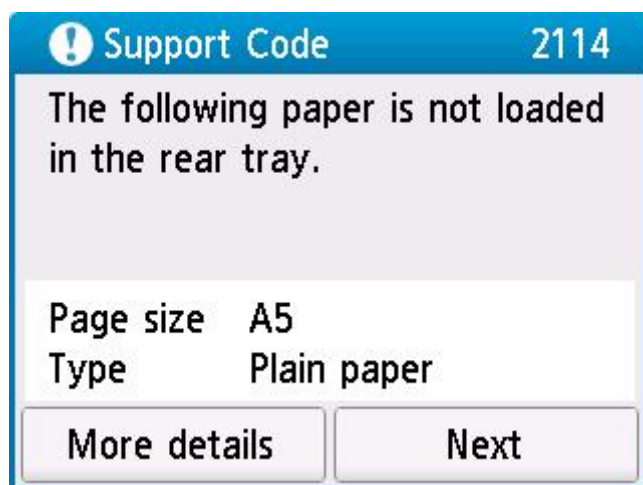 Support Code 2114
The following paper is not loaded
in the rear tray.
Page size A5
Type Plain paper
More details Next